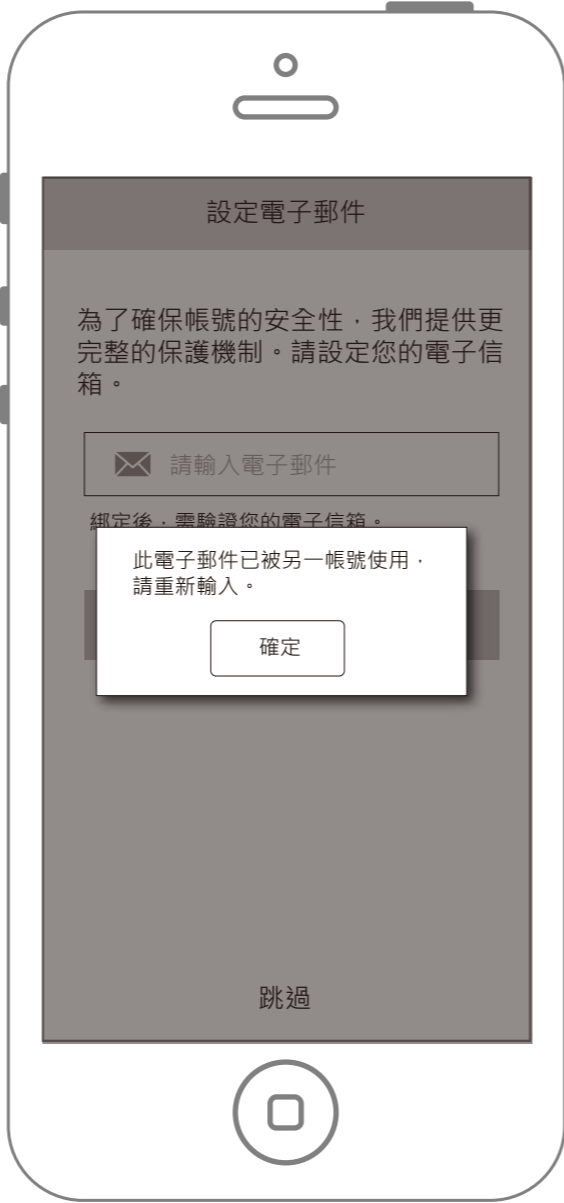 設定電子郵件
為了確保帳號的安全性，我們提供更
完整的保護機制。請設定您的電子信
箱。
請輸入電子郵件
綁定後，需驗證您的電子信箱。
此電子郵件已被另一帳號使用，
請重新輸入。
確定
跳過